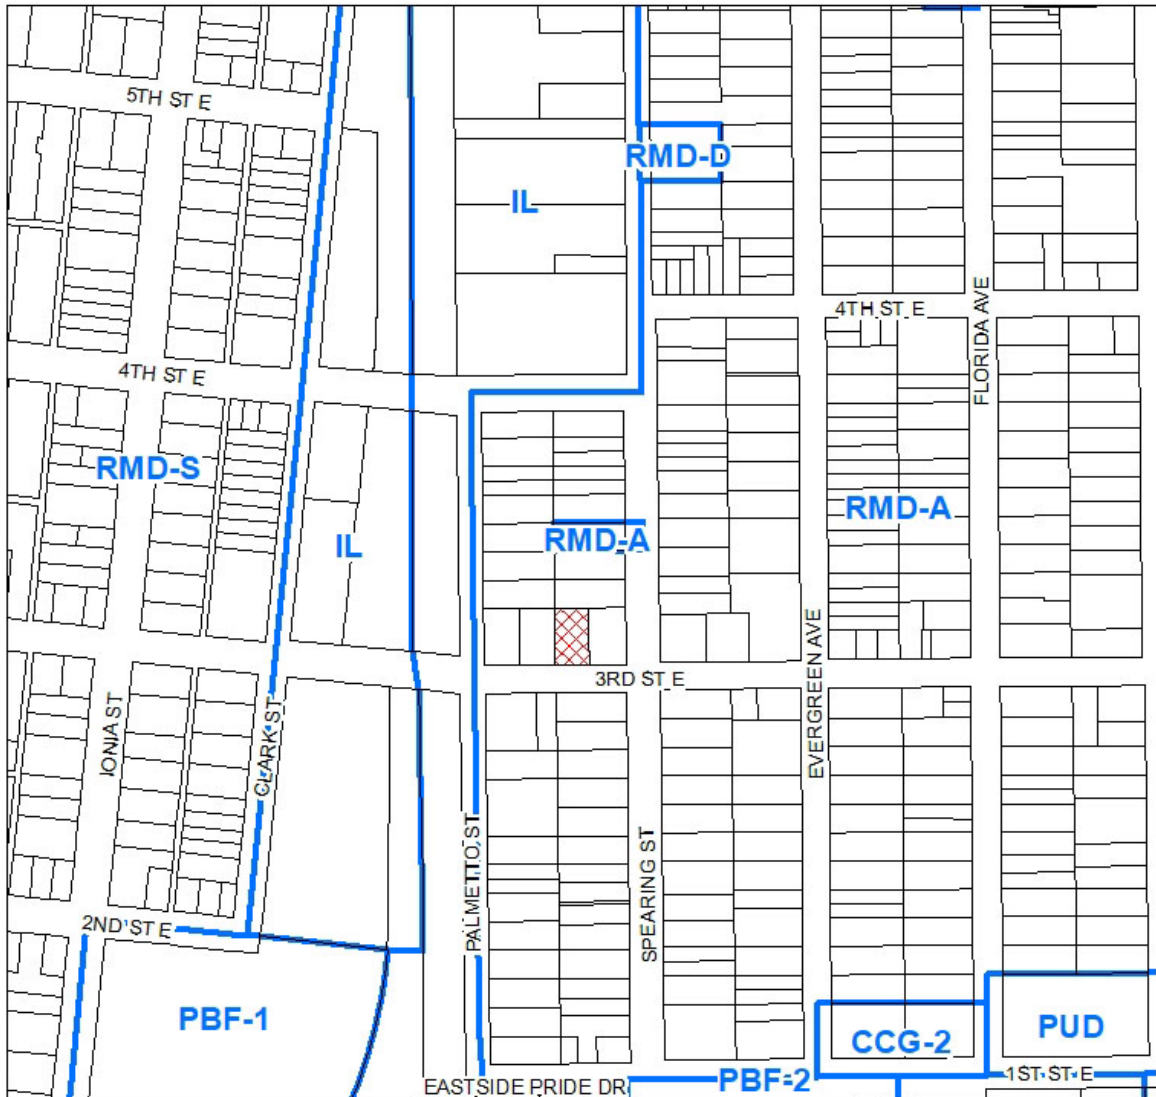 5TH ST E
RMD-D
IL
4TH ST E
FLORIDA AVE
4TH ST E
RMD-S
RMD-A
RMD-A
IL
EVERGREEN AVE
3RD ST E
IONIA ST
CLARK ST
PALMETTO ST
SPEARING ST
2ND ST E
PBF-1
CCG-2
PUD
EASTSIDE PRIDE DR
PBF-2
1ST ST E